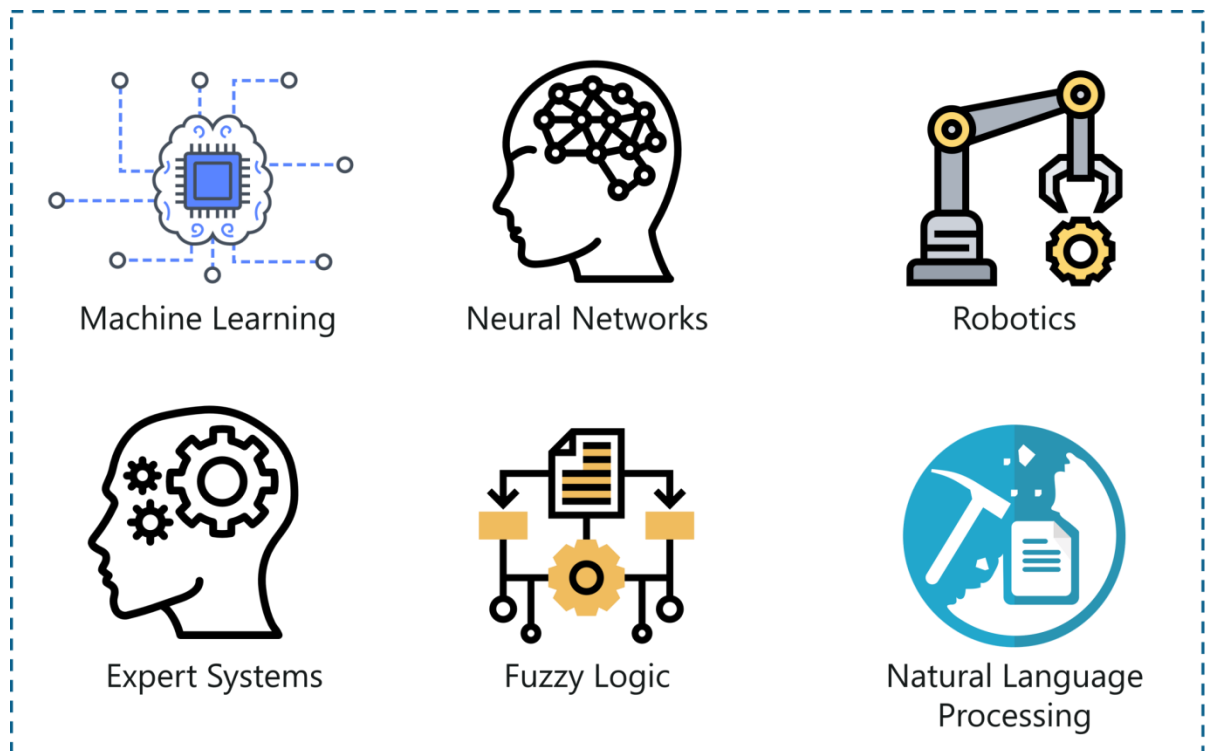 Machine Learning
Neural Networks
Robotics
Expert Systems
Fuzzy Logic
Natural Language
Processing